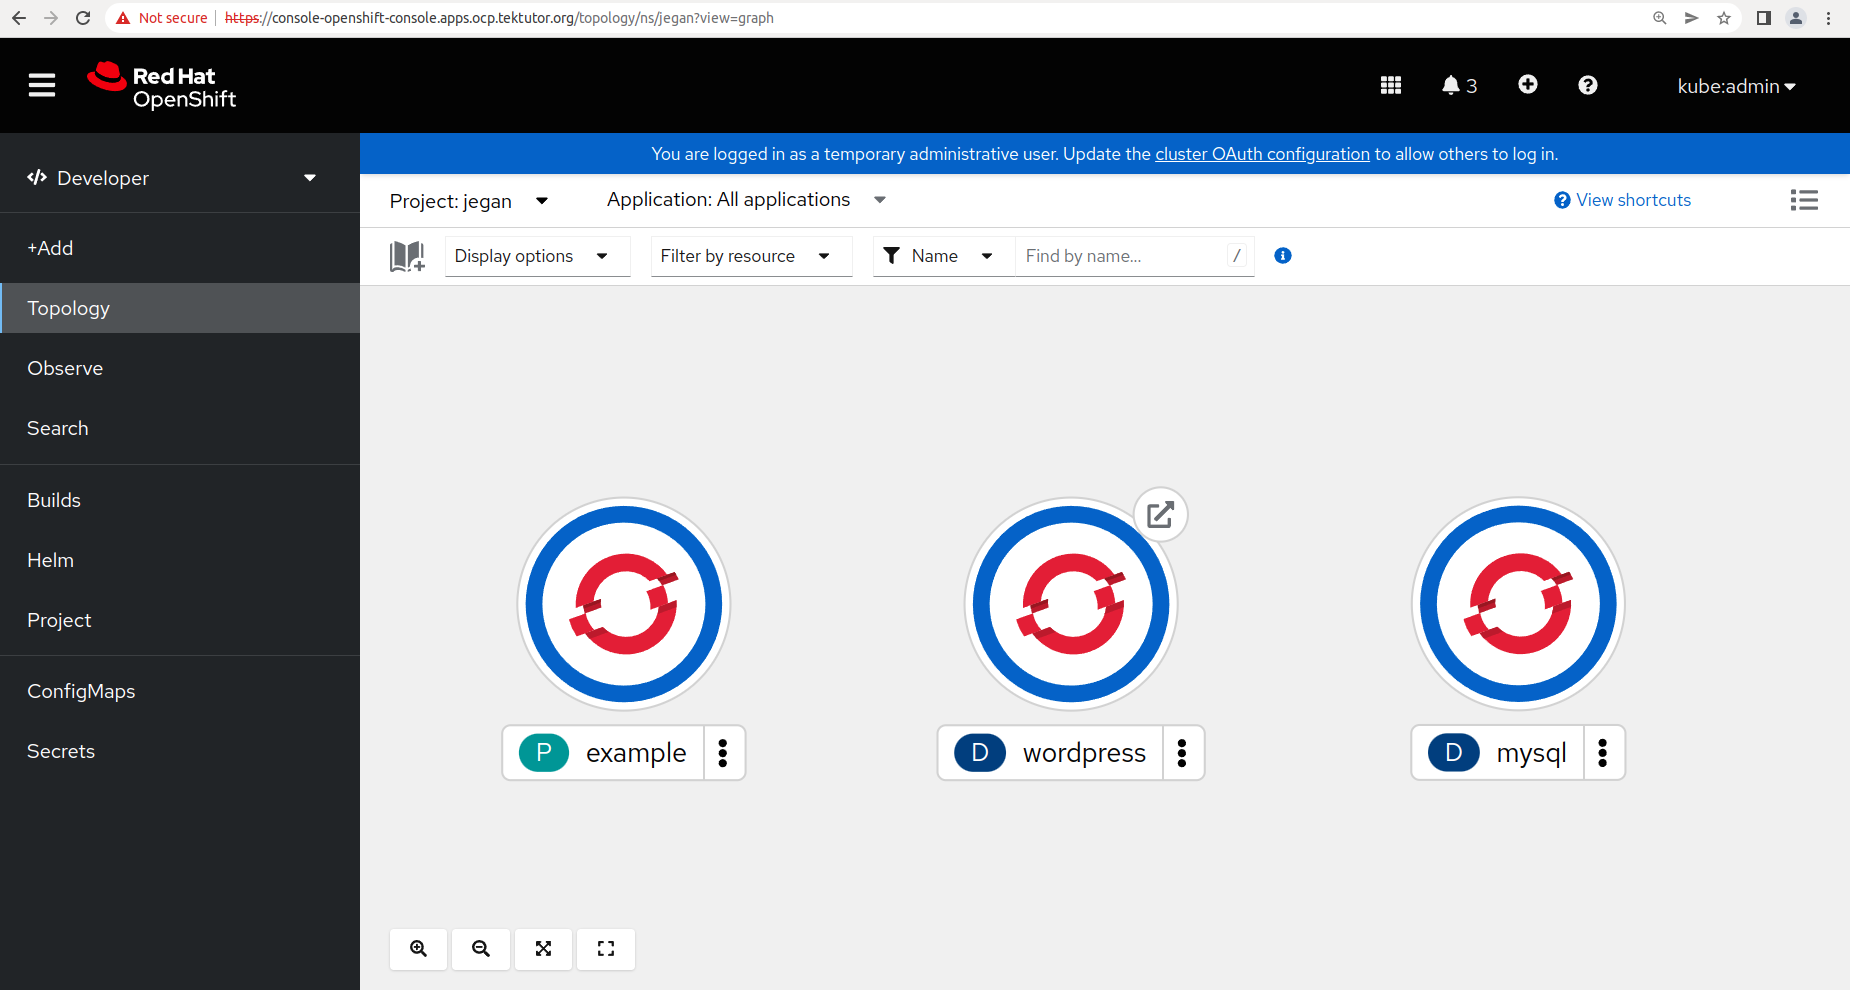 Not secure https://console-openshift-console.apps.ocp.tektutor.org/topology/ns/jegan?view=graph
Red Hat
OpenShift
3
kube:admin
Developer
+Add
Topology
Observe
Search
Builds
Helm
Project
ConfigMaps
Secrets
You are logged in as a temporary administrative user. Update the cluster OAuth configuration to allow others to log in.
Project: jegan Application: All applications View shortcuts
Display options Filter by resource Name Find by name... /
P example
D wordpress
D mysql